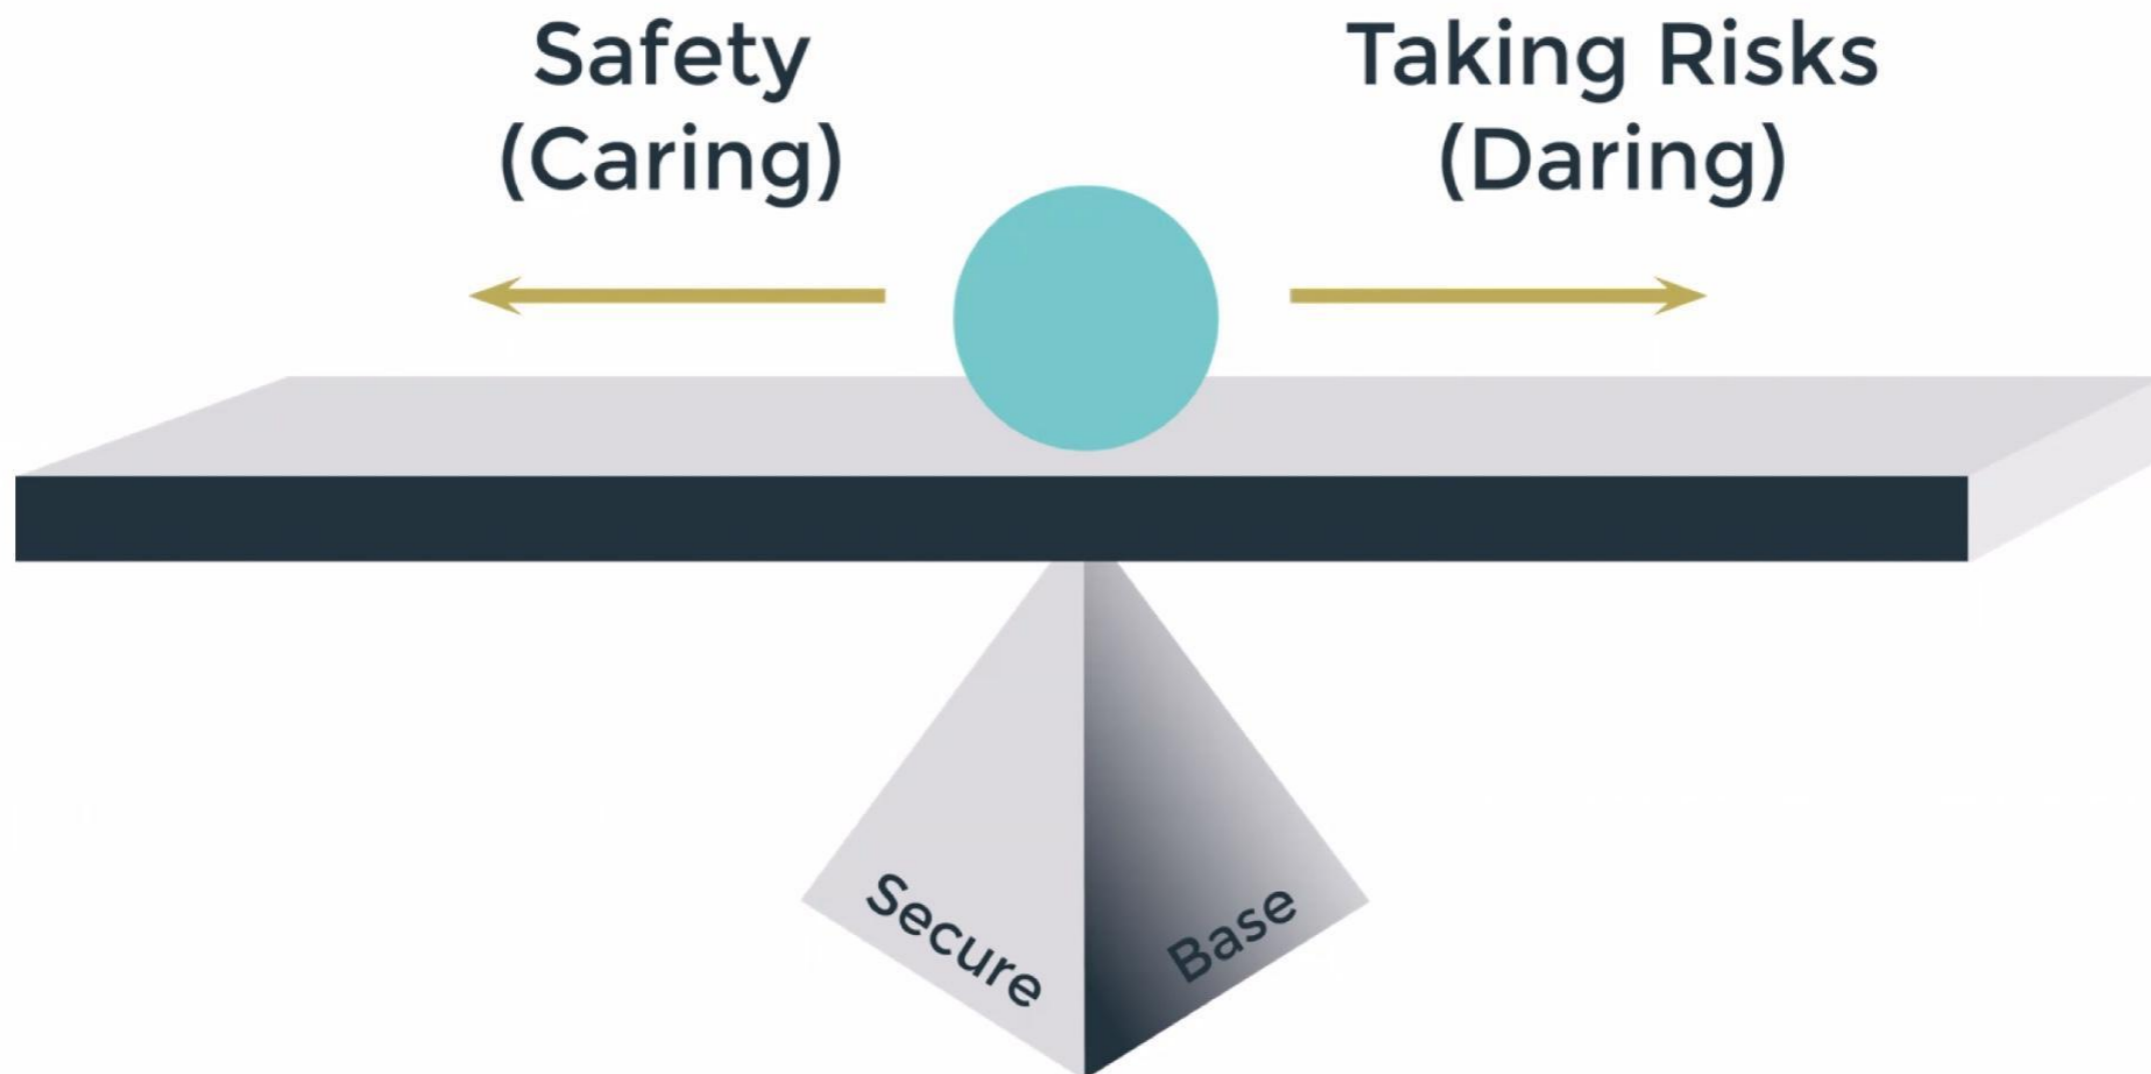 Safety
(Caring)
Taking Risks
(Daring)
Secure
Base